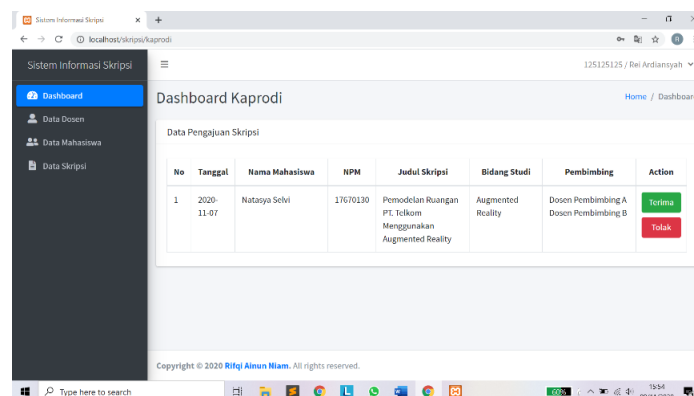 Sistem Informasi Skripsi
localhost/skripsi/kaprodi
Sistem Informasi Skripsi
125125125 / Rei Ardiansyah
Dashboard
Data Dosen
Data Mahasiswa
Data Skripsi
Dashboard Kaprodi
Home / Dashboar
Data Pengajuan Skripsi
No Tanggal Nama Mahasiswa NPM Judul Skripsi Bidang Studi Pembimbing Action
1 2020-11-07 Natasya Selvi 17670130 Pemodelan Ruangan PT. Telkom Menggunakan Augmented Reality Augmented Reality Dosen Pembimbing A Dosen Pembimbing B Terima Tolak
Copyright © 2020 Rifqi Ainun Niam. All rights reserved.
Type here to search
60%
15:54